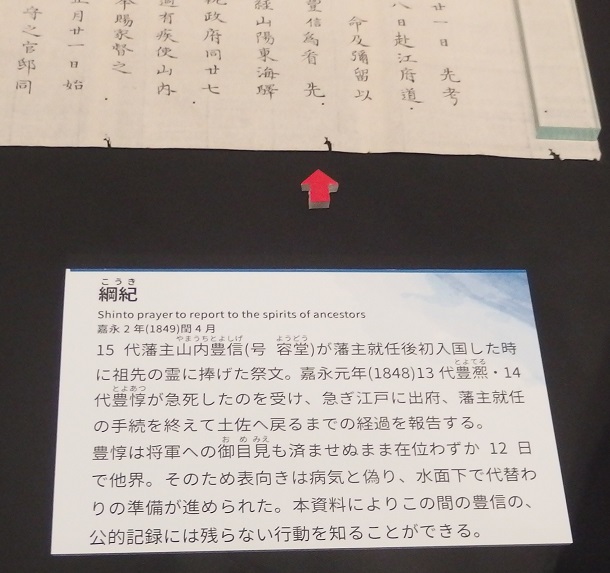 廿一日 先考
八日赴江府道
命及彌留以
豊信為看 先
経山陽東海驛
執政府同廿七
過有疾使山内
本賜家督之
正月廿一日始
守之官邸同
こうき
綱紀
Shinto prayer to report to the spirits of ancestors
嘉永2年(1849)閏4月
やまうちとよしげ ようどう
15 代藩主山内豊信(号 容堂)が藩主就任後初入国した時
とよてる
に祖先の霊に捧げた祭文。嘉永元年(1848)13代豊凞・14
とよあつ
代豊惇が急死したのを受け、急ぎ江戸に出府、藩主就任
の手続を終えて土佐へ戻るまでの経過を報告する。
おめみえ
豊惇は将軍への御目見も済ませぬまま在位わずか 12 日
で他界。そのため表向きは病気と偽り、水面下で代替わ
りの準備が進められた。本資料によりこの間の豊信の、
公的記録には残らない行動を知ることができる。